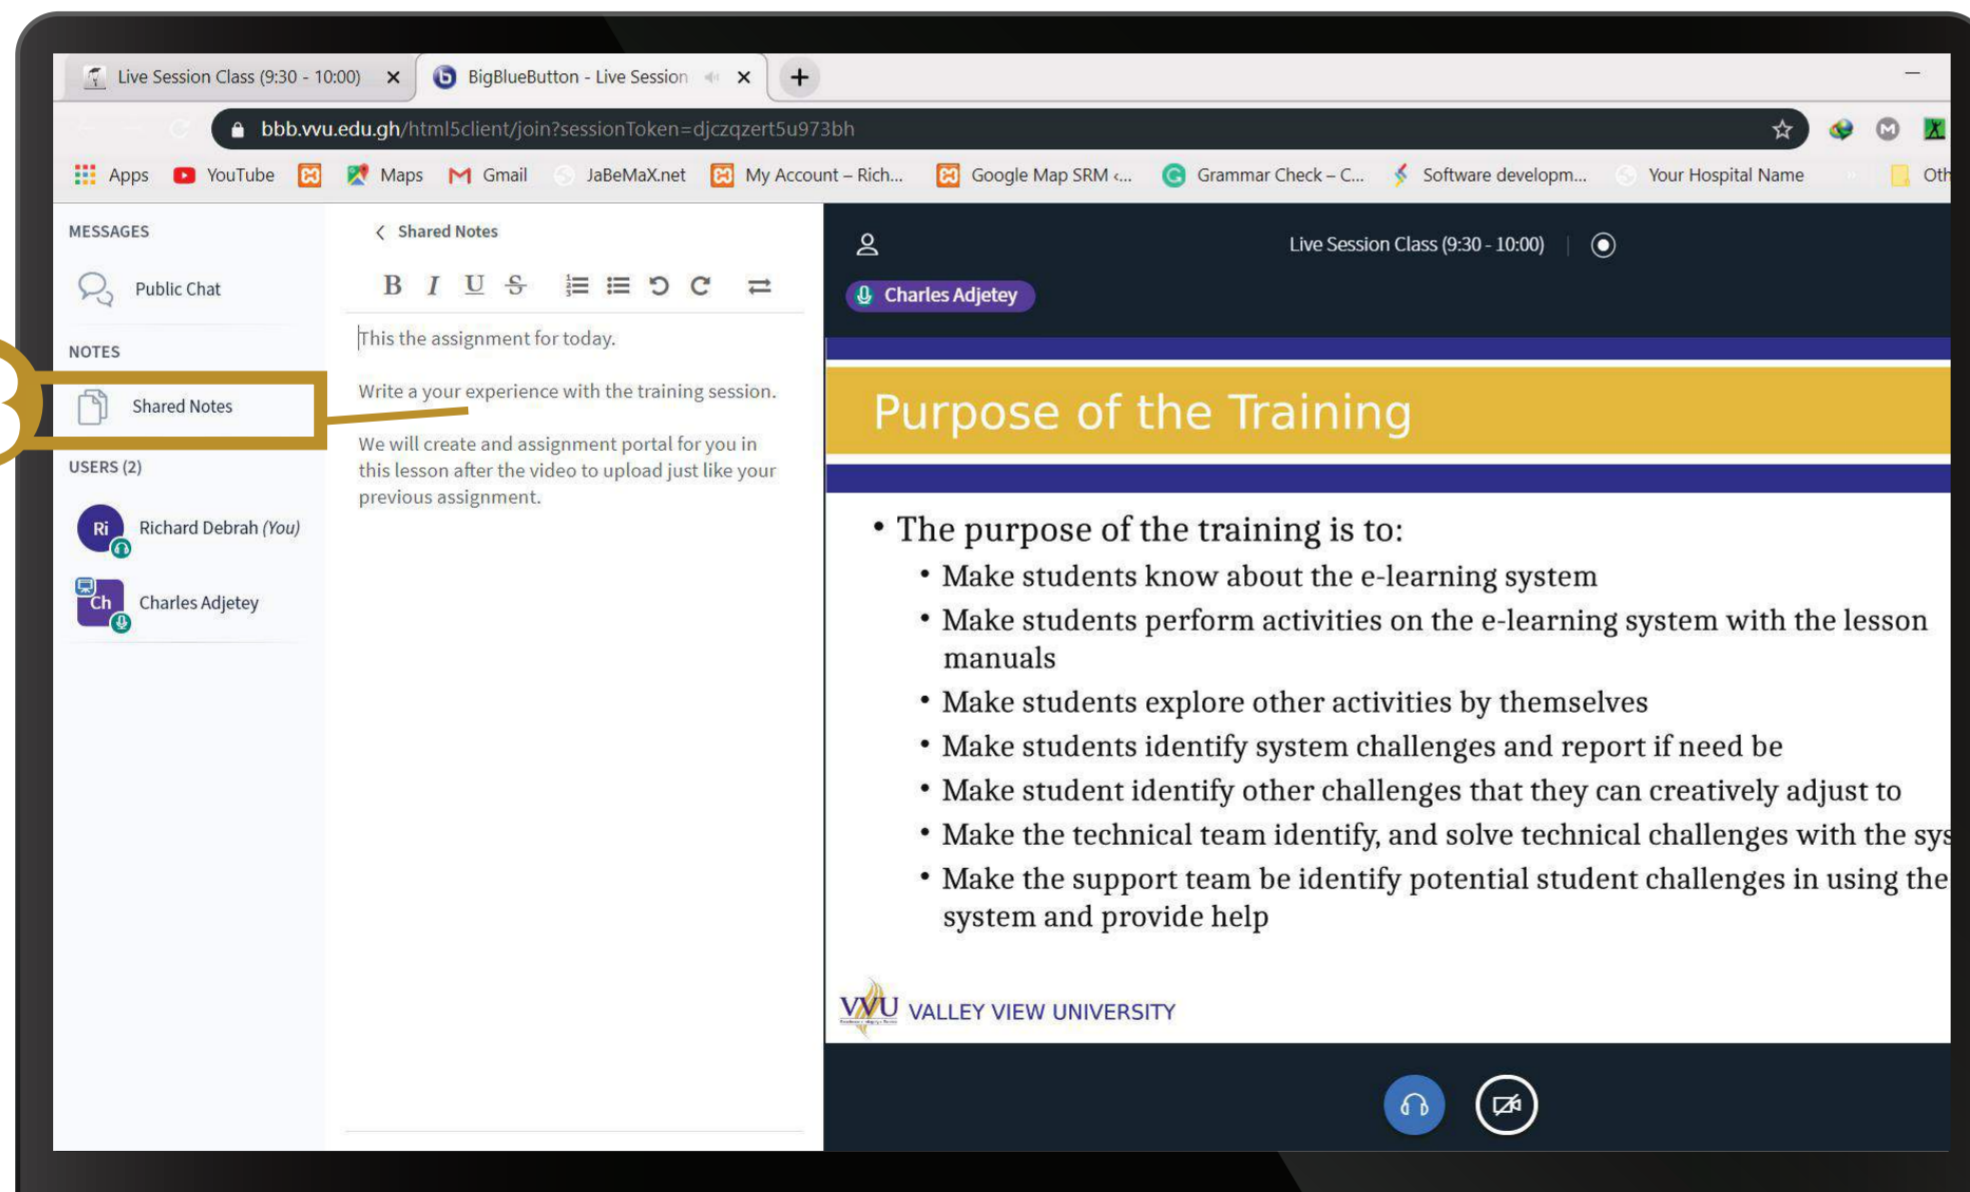 Live Session Class (9:30 - 10:00)
BigBlueButton - Live Session
bbb.vvu.edu.gh/html5client/join?sessionToken=djczqzert5u973bh
Apps YouTube Maps Gmail JaBeMaX.net My Account – Rich... Google Map SRM ‹... Grammar Check – C... Software developm... Your Hospital Name Oth
MESSAGES
Public Chat
NOTES
Shared Notes
USERS (2)
Ri Richard Debrah (You)
Ch Charles Adjetey
Shared Notes
B I U S
This the assignment for today.
Write a your experience with the training session.
We will create and assignment portal for you in
this lesson after the video to upload just like your
previous assignment.
Live Session Class (9:30 - 10:00)
Charles Adjetey
Purpose of the Training
• The purpose of the training is to:
• Make students know about the e-learning system
• Make students perform activities on the e-learning system with the lesson
manuals
• Make students explore other activities by themselves
• Make students identify system challenges and report if need be
• Make student identify other challenges that they can creatively adjust to
• Make the technical team identify, and solve technical challenges with the sys
• Make the support team be identify potential student challenges in using the
system and provide help
VVU VALLEY VIEW UNIVERSITY